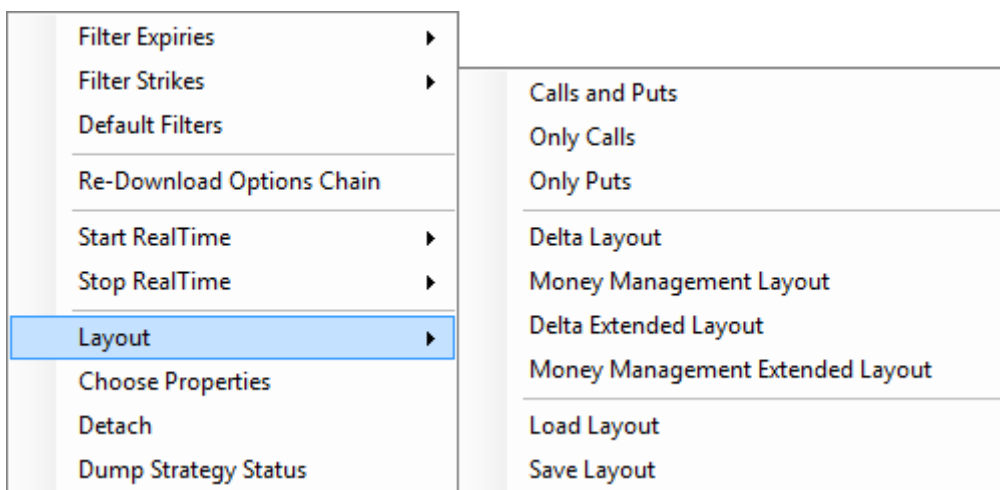 Filter Expiries
Filter Strikes
Default Filters
Re-Download Options Chain
Start RealTime
Stop RealTime
Layout
Choose Properties
Detach
Dump Strategy Status
Calls and Puts
Only Calls
Only Puts
Delta Layout
Money Management Layout
Delta Extended Layout
Money Management Extended Layout
Load Layout
Save Layout